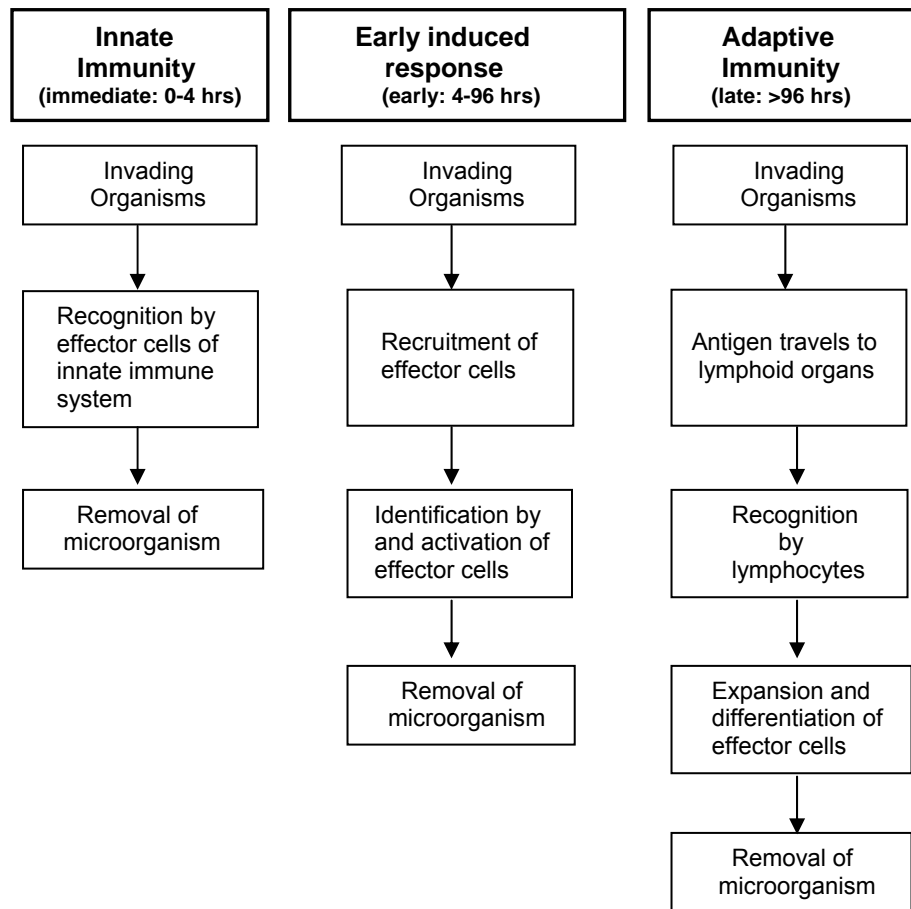 Innate
Immunity
(immediate: 0-4 hrs)
Invading
Organisms
Recognition by
effector cells of
innate immune
system
Removal of
microorganism
Early induced
response
(early: 4-96 hrs)
Invading
Organisms
Recruitment of
effector cells
Identification by
and activation of
effector cells
Removal of
microorganism
Adaptive
Immunity
(late: >96 hrs)
Invading
Organisms
Antigen travels to
lymphoid organs
Recognition
by
lymphocytes
Expansion and
differentiation of
effector cells
Removal of
microorganism